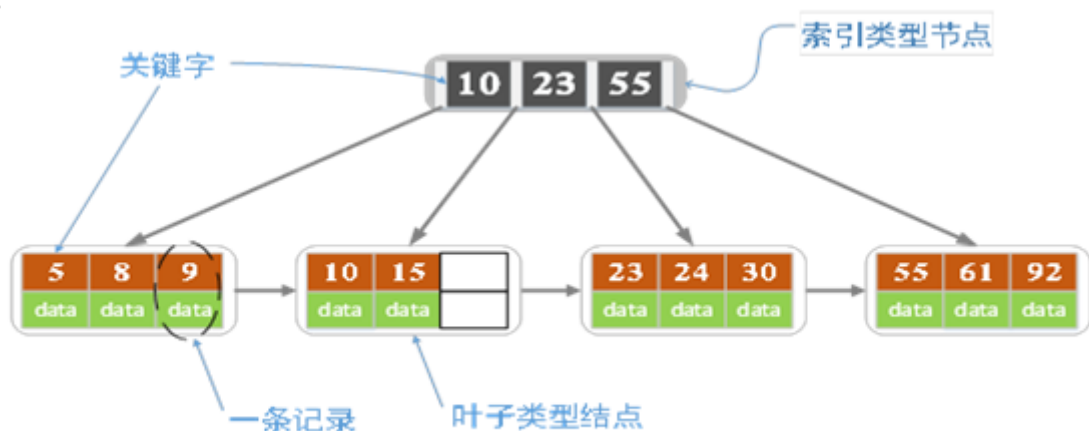 索引类型节点
关键字
10 23 55
5 8 9
data data data
10 15
data data
23 24 30
data data data
55 61 92
data data data
一条记录
叶子类型结点